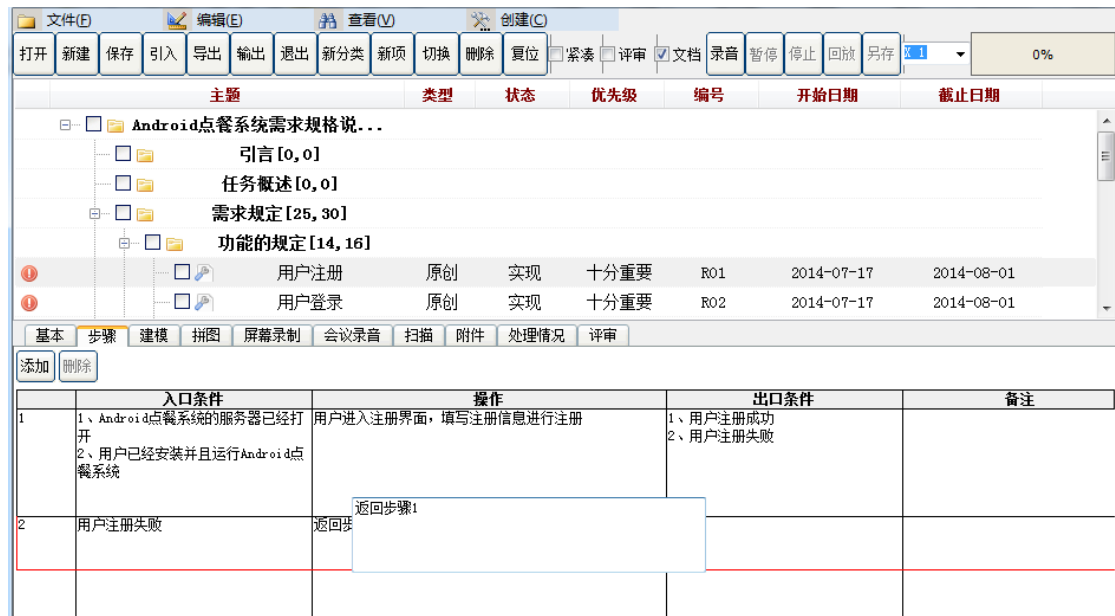 文件(F) 编辑(E) 查看(V) 创建(C)
打开 新建 保存 引入 导出 输出 退出 新分类 新项 切换 删除 复位 紧凑 评审 文档 录音 暂停 停止 回放 另存 X 1 0%
主题 类型 状态 优先级 编号 开始日期 截止日期
Android点餐系统需求规格说...
引言[0,0]
任务概述[0,0]
需求规定[25,30]
功能的规定[14,16]
用户注册 原创 实现 十分重要 R01 2014-07-17 2014-08-01
用户登录 原创 实现 十分重要 R02 2014-07-17 2014-08-01
基本 步骤 建模 拼图 屏幕录制 会议录音 扫描 附件 处理情况 评审
添加 删除
入口条件 操作 出口条件 备注
1 1、Android点餐系统的服务器已经打 用户进入注册界面，填写注册信息进行注册 1、用户注册成功
开 2、用户注册失败
2、用户已经安装并且运行Android点
餐系统
返回步骤1
2 用户注册失败 返回步